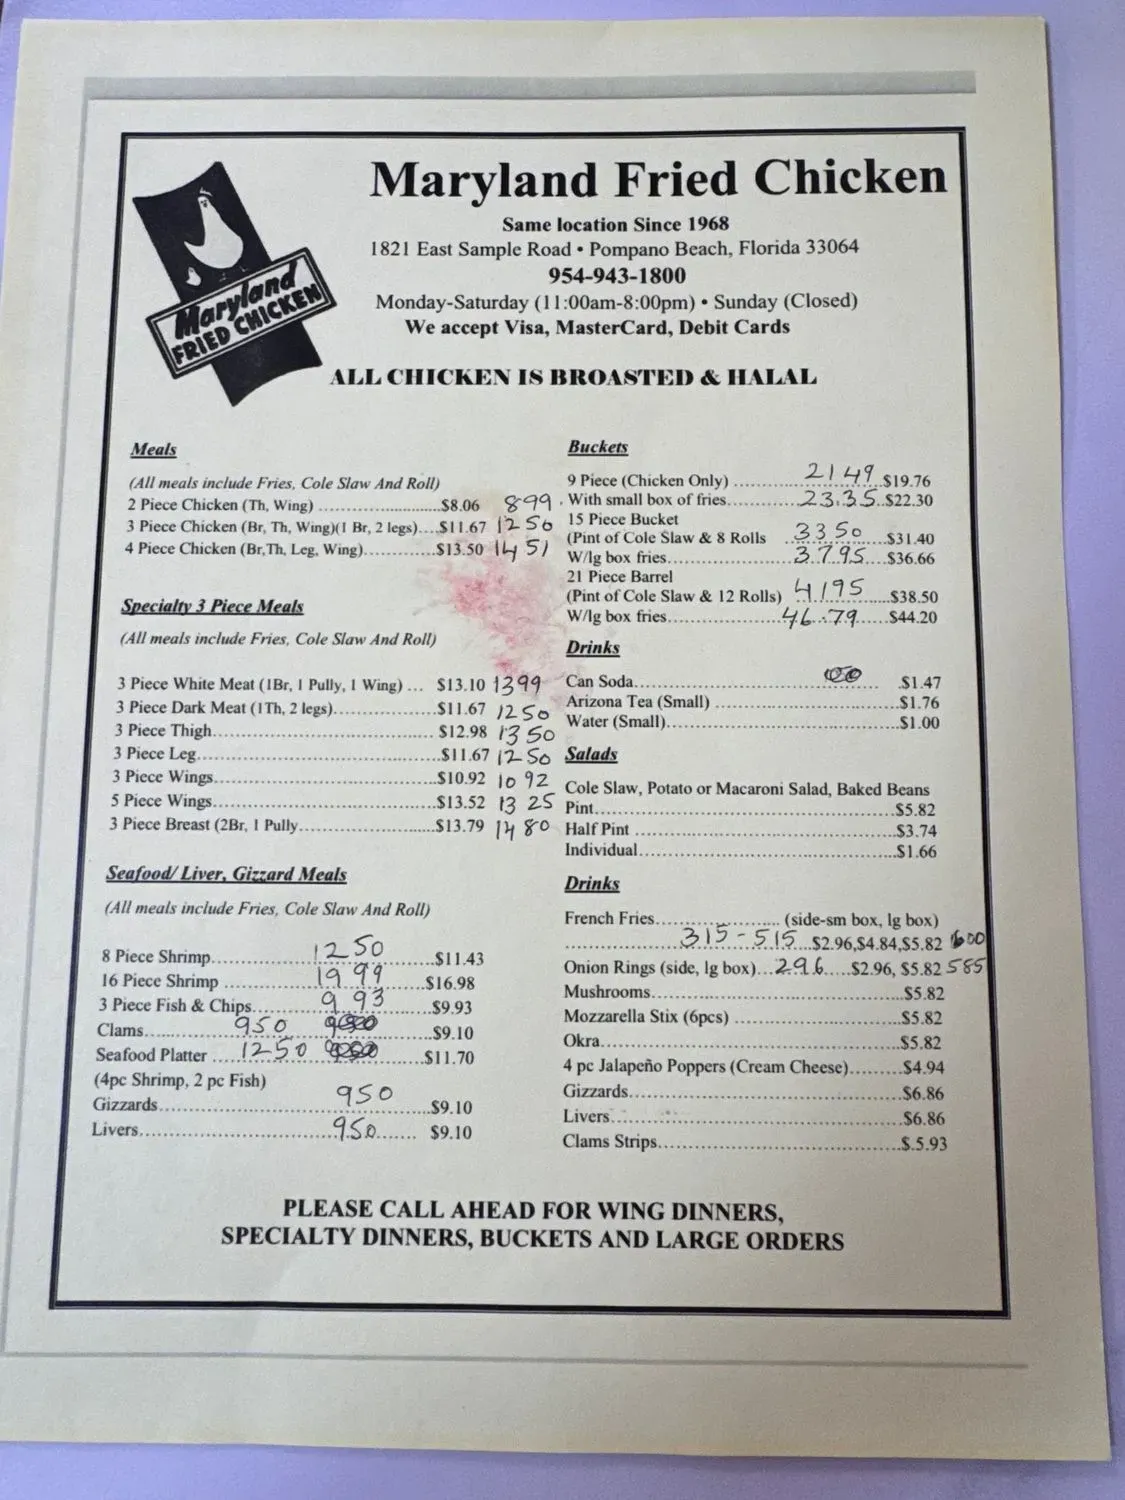 Maryland Fried Chicken
Same location Since 1968
1821 East Sample Road • Pompano Beach, Florida 33064
954-943-1800
Monday-Saturday (11:00am-8:00pm) • Sunday (Closed)
We accept Visa, MasterCard, Debit Cards
Maryland
FRIED CHICKEN
ALL CHICKEN IS BROASTED & HALAL
Meals
(All meals include Fries, Cole Slaw And Roll)
2 Piece Chicken (Th, Wing) ..............................$8.06 899
3 Piece Chicken (Br, Th, Wing)(1 Br, 2 legs)....$11.67 1250
4 Piece Chicken (Br,Th, Leg, Wing)..............$13.50 1451
Specialty 3 Piece Meals
(All meals include Fries, Cole Slaw And Roll)
3 Piece White Meat (1Br, 1 Pully, 1 Wing) ... $13.10 1399
3 Piece Dark Meat (1Th, 2 legs)....................$11.67 1250
3 Piece Thigh............................................ $12.98 1350
3 Piece Leg................................................$11.67 1250
3 Piece Wings............................................$10.92 1092
5 Piece Wings............................................$13.52 13 25
3 Piece Breast (2Br, 1 Pully..........................$13.79 1480
Seafood/ Liver, Gizzard Meals
(All meals include Fries, Cole Slaw And Roll)
8 Piece Shrimp............1250............$11.43
16 Piece Shrimp ............19.99............$16.98
3 Piece Fish & Chips............9.93............$9.93
Clams............950............$9.10
Seafood Platter ....1250............$11.70
(4pc Shrimp, 2 pc Fish)
Gizzards............950............$9.10
Livers............950............ $9.10
Buckets
9 Piece (Chicken Only) ............2149..$19.76
With small box of fries............23.35..$22.30
15 Piece Bucket
(Pint of Cole Slaw & 8 Rolls ..3350......$31.40
W/lg box fries............37.95....$36.66
21 Piece Barrel
(Pint of Cole Slaw & 12 Rolls) 4195......$38.50
W/lg box fries............46.79......$44.20
Drinks
Can Soda............................................ .$1.47
Arizona Tea (Small) ................................$1.76
Water (Small)..........................................$1.00
Salads
Cole Slaw, Potato or Macaroni Salad, Baked Beans
Pint......................................................$5.82
Half Pint ................................................$3.74
Individual..............................................$1.66
Drinks
French Fries........................ (side-sm box, lg box)
............315-515...$2.96,$4.84,$5.82 600
Onion Rings (side, lg box)...296.....$2.96, $5.82 585
Mushrooms..............................................$5.82
Mozzarella Stix (6pcs) ................................$5.82
Okra......................................................$5.82
4 pc Jalapeño Poppers (Cream Cheese).........$4.94
Gizzards..................................................$6.86
Livers....................................................$6.86
Clams Strips............................................$.5.93
PLEASE CALL AHEAD FOR WING DINNERS,
SPECIALTY DINNERS, BUCKETS AND LARGE ORDERS